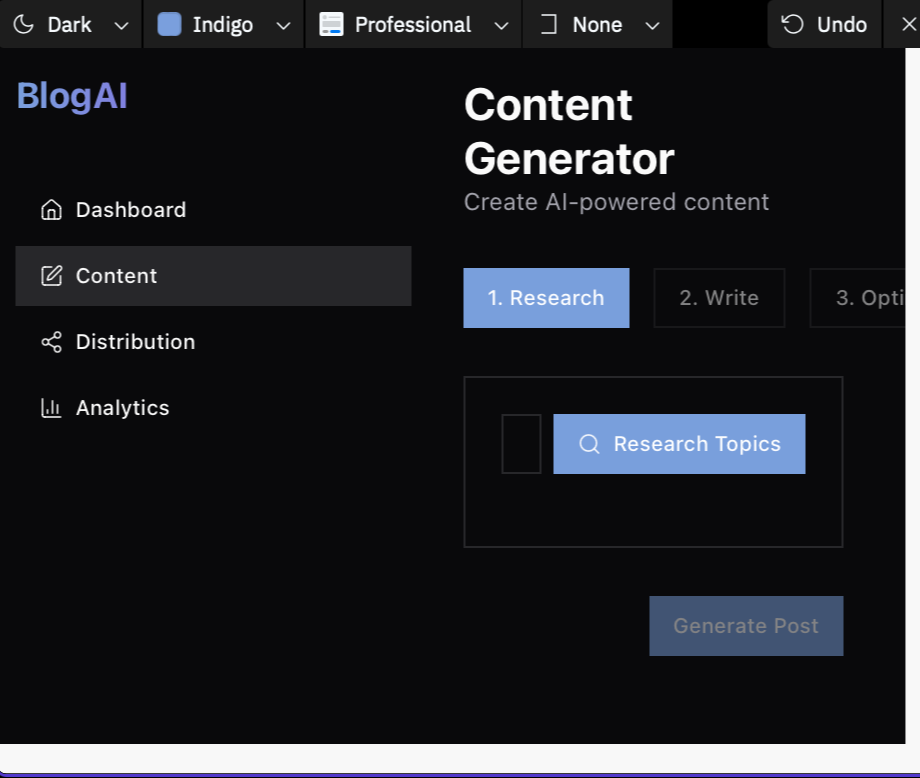 Dark
Indigo
Professional
None
Undo
BlogAI
Content
Generator
Create AI-powered content
Dashboard
Content
Distribution
Analytics
1. Research
2. Write
3. Opti
Research Topics
Generate Post